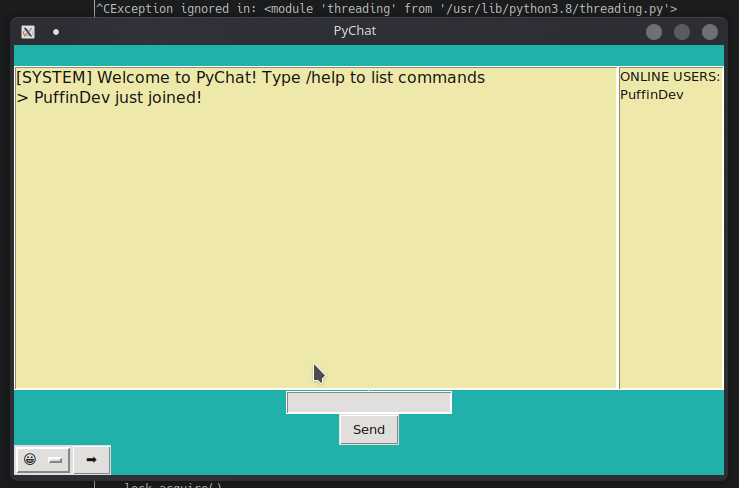 ^CException ignored in: <module 'threading' from '/usr/lib/python3.8/threading.py'>
PyChat
[SYSTEM] Welcome to PyChat! Type /help to list commands
> PuffinDev just joined!
ONLINE USERS:
PuffinDev
Send
lock.acquire()